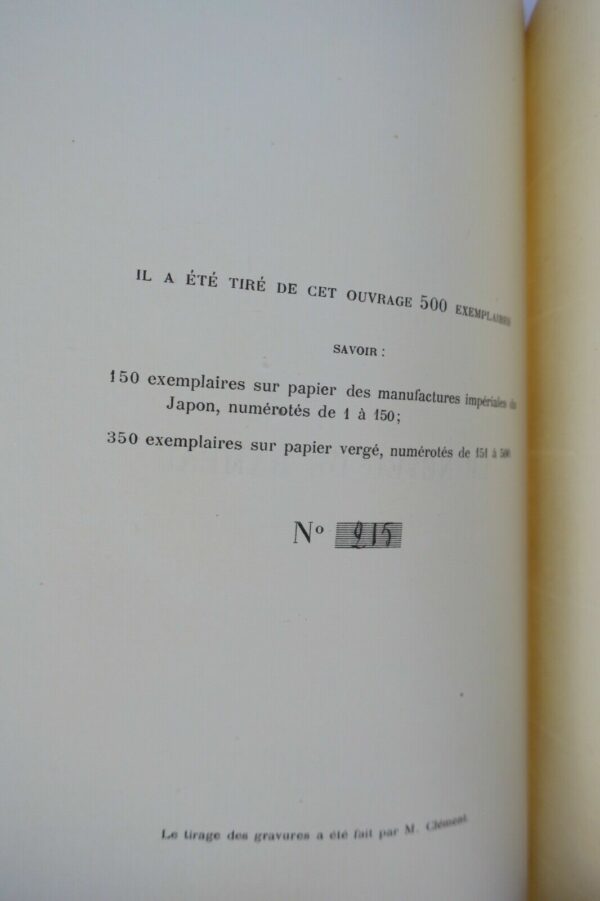 IL A ÉTÉ TIRÉ DE CET OUVRAGE 500 EXEMPLAIRES
SAVOIR :
150 exemplaires sur papier des manufactures impériales du
Japon, numérotés de 1 à 150;
350 exemplaires sur papier vergé, numérotés de 151 à 500
Nº 215
Le tirage des gravures a été fait par M. Clément.